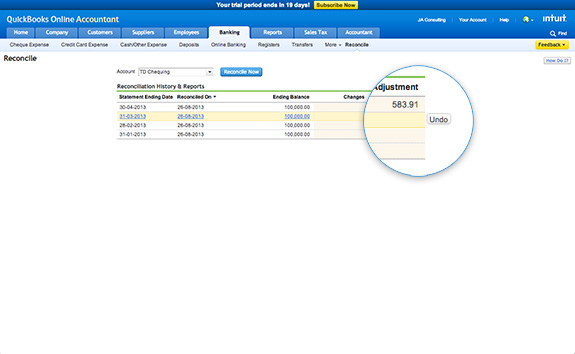 Your trial period ends in 19 days! Subscribe Now
QuickBooks Online Accountant JA Consulting Your Account Help INTUIT
Home Company Customers Suppliers Employees Banking Reports Sales Tax Accountant Find
Cheque Expense Credit Card Expense Cash/Other Expense Deposits Online Banking Registers Transfers More Reconcile Feedback
Reconcile How Do I?
Account TD Chequing Reconcile Now
Reconciliation History & Reports
Statement Ending Date Reconciled On Ending Balance Changes Adjustment
30-04-2013 26-08-2013 100,000.00 583.91
31-03-2013 26-08-2013 100,000.00 Undo
26-02-2013 26-08-2013 100,000.00
31-01-2013 26-08-2013 100,000.00